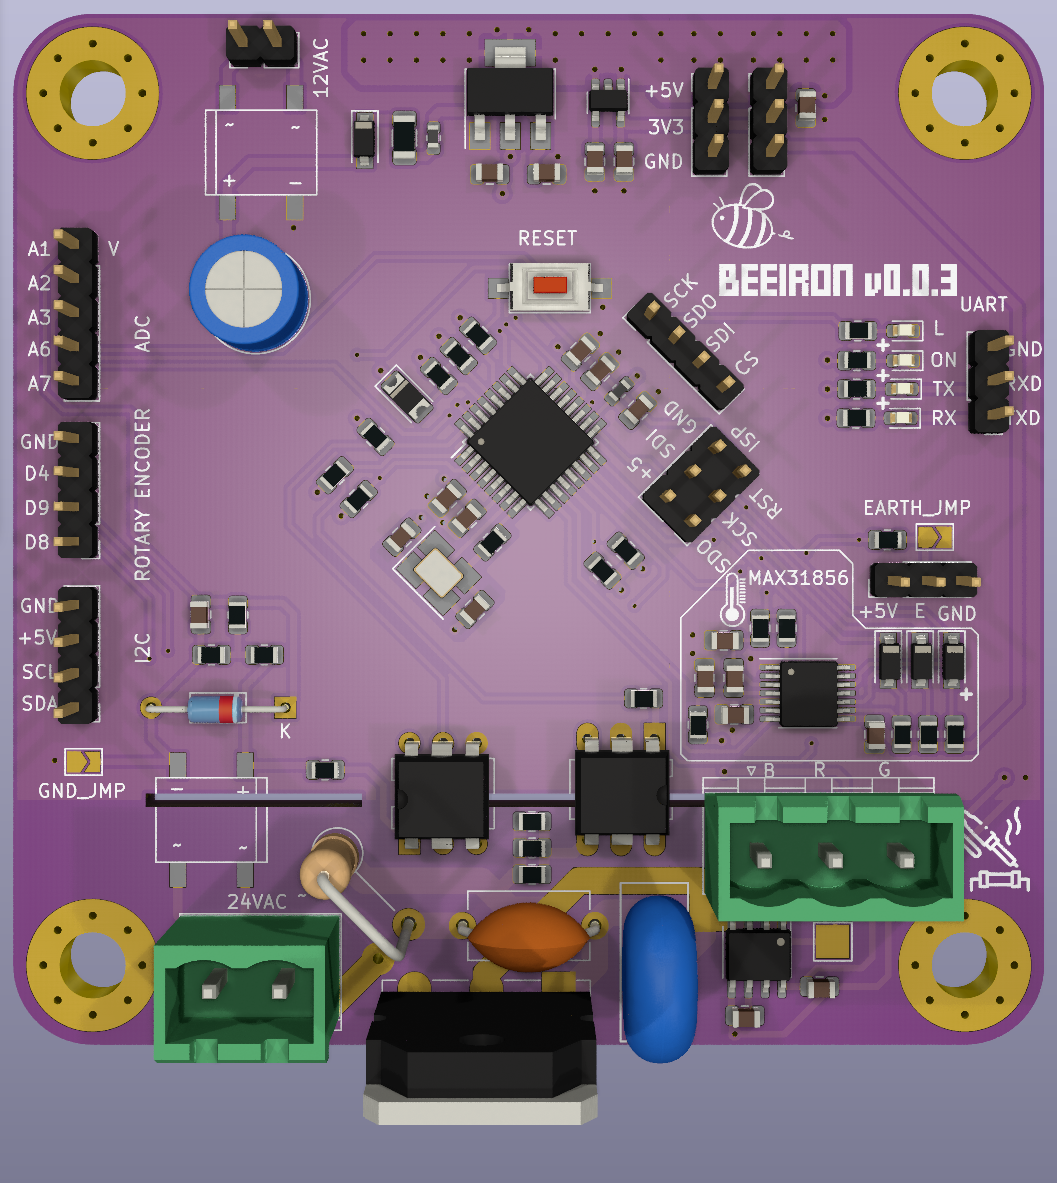 12VAC
+5V
3V3
GND
~ ~
+ −
BEEIRON v0.0.3
RESET
A1 V
A2
A3
A6
A7
ADC
SCK
SDO
SDI
CS
UART
L
ON
TX
RX
GND
RXD
TXD
GND
SDI
+5
ISP
RST
SCK
SDO
GND
D4
D9
D8
ROTARY ENCODER
EARTH_JMP
+5V E GND
MAX31856
+
GND
+5V
SCL
SDA
I2C
K
GND_JMP
− +
~ ~
B R G
24VAC ~